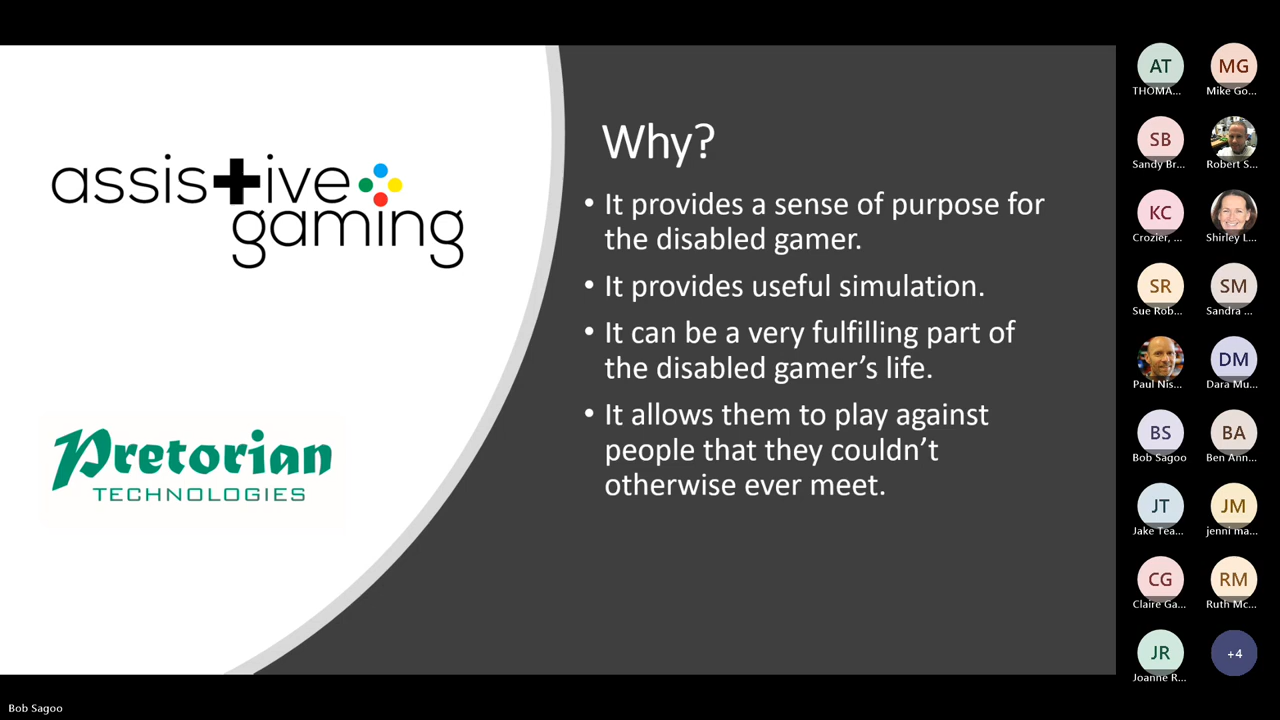 assistive
gaming
Pretorian
TECHNOLOGIES
Why?
• It provides a sense of purpose for
the disabled gamer.
• It provides useful simulation.
• It can be a very fulfilling part of
the disabled gamer’s life.
• It allows them to play against
people that they couldn’t
otherwise ever meet.
AT MG
THOMA... Mike Go...
SB
Sandy Br... Robert S...
KC
Crozier, ... Shirley L...
SR SM
Sue Rob... Sandra ...
DM
Paul Nis... Dara Mu...
BS BA
Bob Sagoo Ben Ann...
JT JM
Jake Tea... jenni ma...
CG RM
Claire Ga... Ruth Mc...
JR +4
Joanne R...
Bob Sagoo